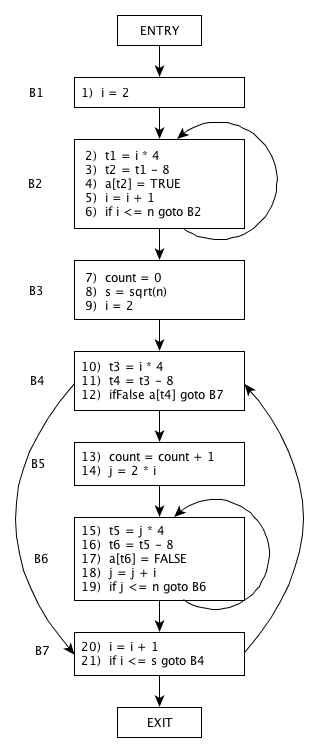 ENTRY
B1
1) i = 2
B2
2) t1 = i * 4
3) t2 = t1 – 8
4) a[t2] = TRUE
5) i = i + 1
6) if i <= n goto B2
B3
7) count = 0
8) s = sqrt(n)
9) i = 2
B4
10) t3 = i * 4
11) t4 = t3 – 8
12) ifFalse a[t4] goto B7
B5
13) count = count + 1
14) j = 2 * i
B6
15) t5 = j * 4
16) t6 = t5 – 8
17) a[t6] = FALSE
18) j = j + i
19) if j <= n goto B6
B7
20) i = i + 1
21) if i <= s goto B4
EXIT